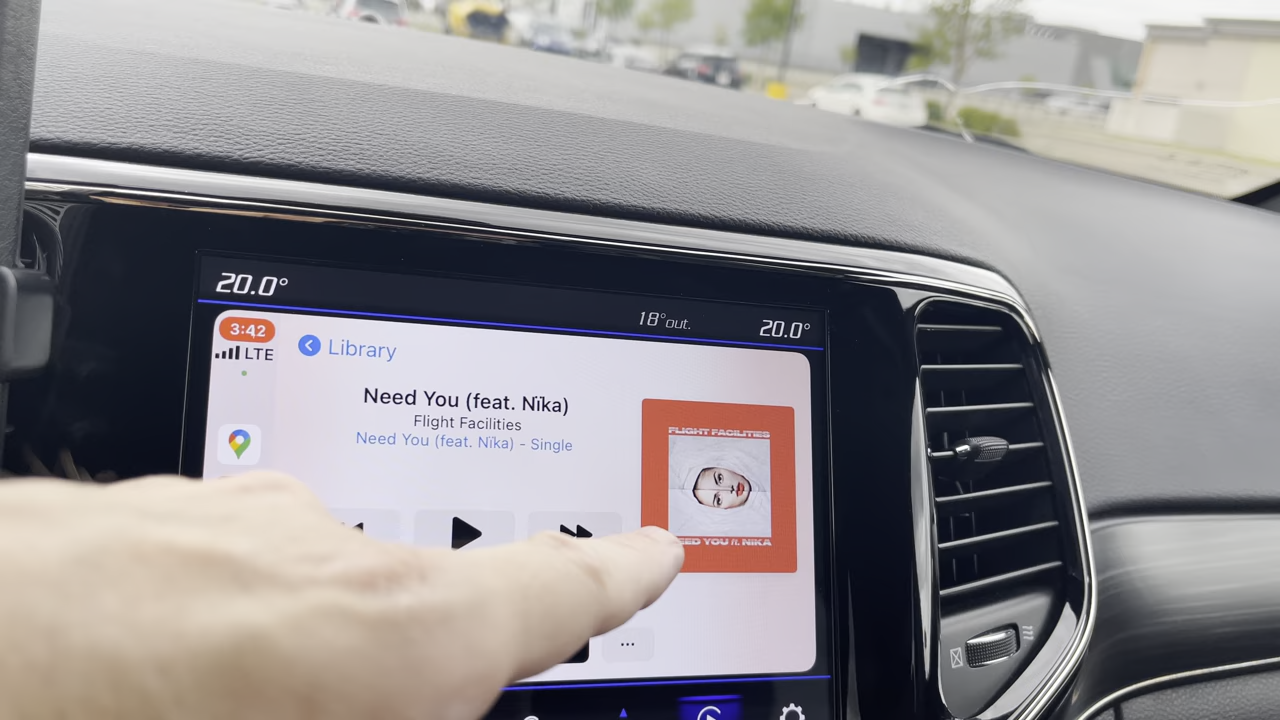 20.0°
18° out.
20.0°
3:42
LTE
Library
Need You (feat. Nïka)
Flight Facilities
Need You (feat. Nïka) - Single
FLIGHT FACILITIES
EED YOU ft. NIKA